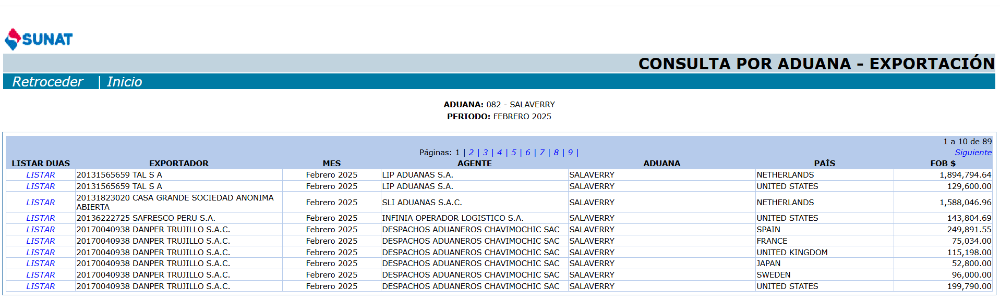 SUNAT
CONSULTA POR ADUANA - EXPORTACIÓN
Retroceder | Inicio
ADUANA: 082 - SALAVERRY
PERIODO: FEBRERO 2025
1 a 10 de 89
Páginas: 1 | 2 | 3 | 4 | 5 | 6 | 7 | 8 | 9 | Siguiente
LISTAR DUAS EXPORTADOR MES AGENTE ADUANA PAÍS FOB $
LISTAR 20131565659 TAL S A Febrero 2025 LIP ADUANAS S.A. SALAVERRY NETHERLANDS 1,894,794.64
LISTAR 20131565659 TAL S A Febrero 2025 LIP ADUANAS S.A. SALAVERRY UNITED STATES 129,600.00
LISTAR 20131823020 CASA GRANDE SOCIEDAD ANONIMA
ABIERTA Febrero 2025 SLI ADUANAS S.A.C. SALAVERRY NETHERLANDS 1,588,046.96
LISTAR 20136222725 SAFRESCO PERU S.A. Febrero 2025 INFINIA OPERADOR LOGISTICO S.A. SALAVERRY UNITED STATES 143,804.69
LISTAR 20170040938 DANPER TRUJILLO S.A.C. Febrero 2025 DESPACHOS ADUANEROS CHAVIMOCHIC SAC SALAVERRY SPAIN 249,891.55
LISTAR 20170040938 DANPER TRUJILLO S.A.C. Febrero 2025 DESPACHOS ADUANEROS CHAVIMOCHIC SAC SALAVERRY FRANCE 75,034.00
LISTAR 20170040938 DANPER TRUJILLO S.A.C. Febrero 2025 DESPACHOS ADUANEROS CHAVIMOCHIC SAC SALAVERRY UNITED KINGDOM 115,198.00
LISTAR 20170040938 DANPER TRUJILLO S.A.C. Febrero 2025 DESPACHOS ADUANEROS CHAVIMOCHIC SAC SALAVERRY JAPAN 52,800.00
LISTAR 20170040938 DANPER TRUJILLO S.A.C. Febrero 2025 DESPACHOS ADUANEROS CHAVIMOCHIC SAC SALAVERRY SWEDEN 96,000.00
LISTAR 20170040938 DANPER TRUJILLO S.A.C. Febrero 2025 DESPACHOS ADUANEROS CHAVIMOCHIC SAC SALAVERRY UNITED STATES 199,790.00